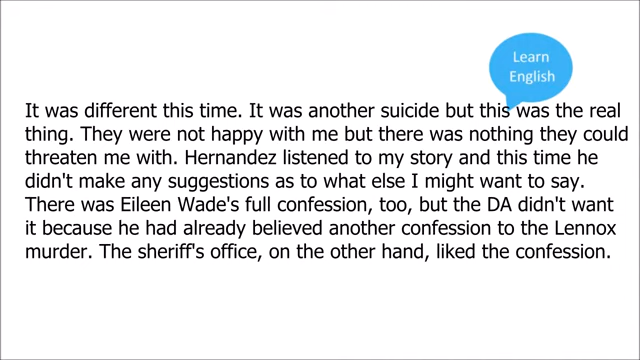 Learn
English
It was different this time. It was another suicide but this was the real
thing. They were not happy with me but there was nothing they could
threaten me with. Hernandez listened to my story and this time he
didn't make any suggestions as to what else I might want to say.
There was Eileen Wade's full confession, too, but the DA didn't want
it because he had already believed another confession to the Lennox
murder. The sheriff's office, on the other hand, liked the confession.